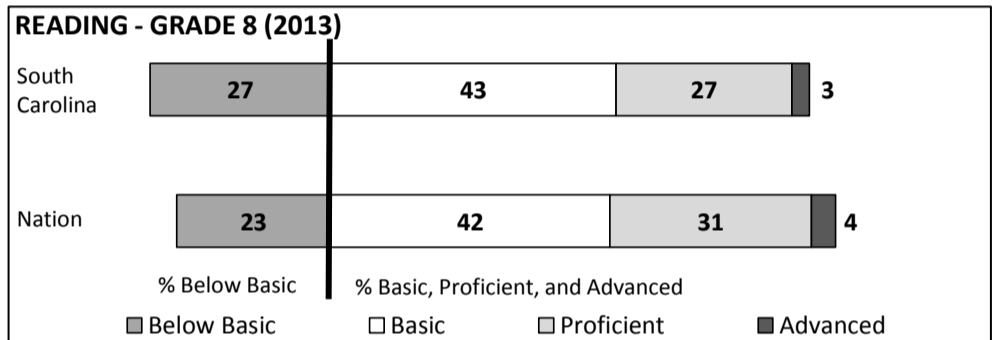 READING - GRADE 8 (2013)
South
Carolina
27 43 27 3
Nation
23 42 31 4
% Below Basic % Basic, Proficient, and Advanced
Below Basic Basic Proficient Advanced